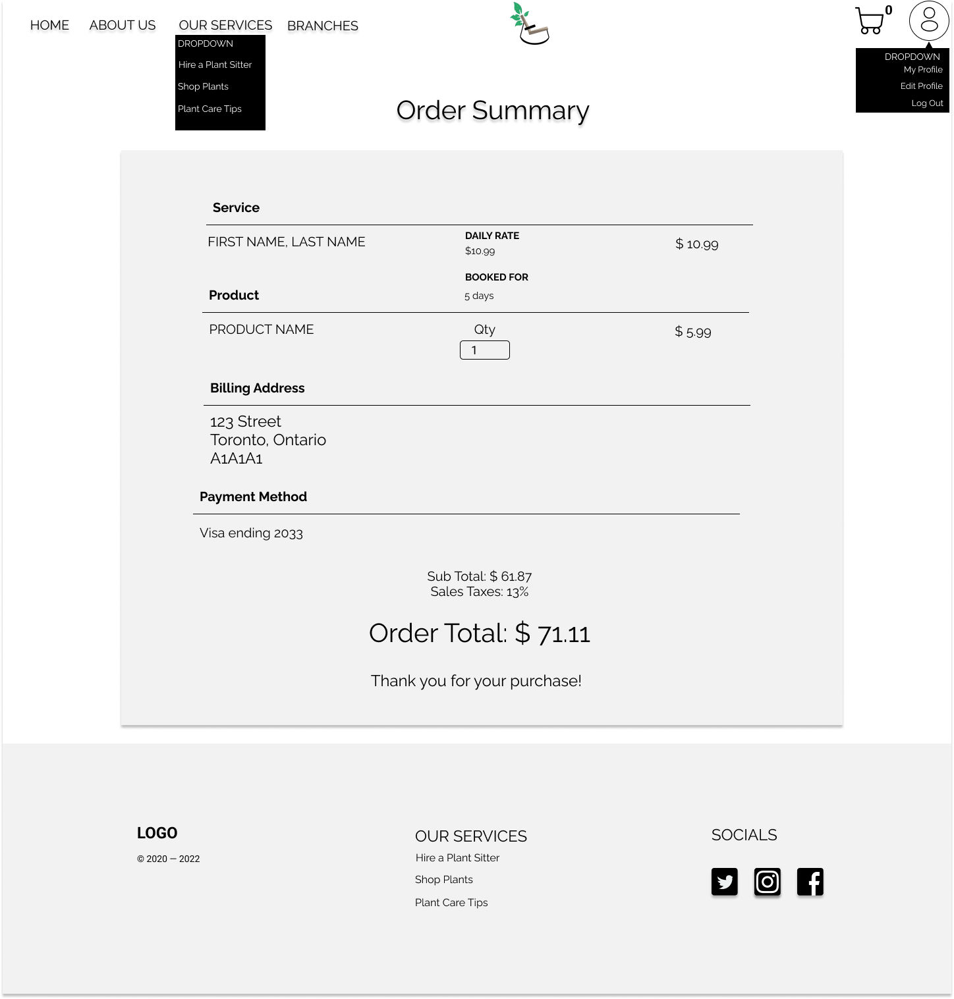 HOME
ABOUT US
OUR SERVICES
BRANCHES
0
DROPDOWN
Hire a Plant Sitter
Shop Plants
Plant Care Tips
DROPDOWN
My Profile
Edit Profile
Log Out
Order Summary
Service
FIRST NAME, LAST NAME
DAILY RATE
$10.99
$ 10.99
BOOKED FOR
5 days
Product
PRODUCT NAME
Qty
1
$ 5.99
Billing Address
123 Street
Toronto, Ontario
A1A1A1
Payment Method
Visa ending 2033
Sub Total: $ 61.87
Sales Taxes: 13%
Order Total: $ 71.11
Thank you for your purchase!
LOGO
© 2020 — 2022
OUR SERVICES
Hire a Plant Sitter
Shop Plants
Plant Care Tips
SOCIALS